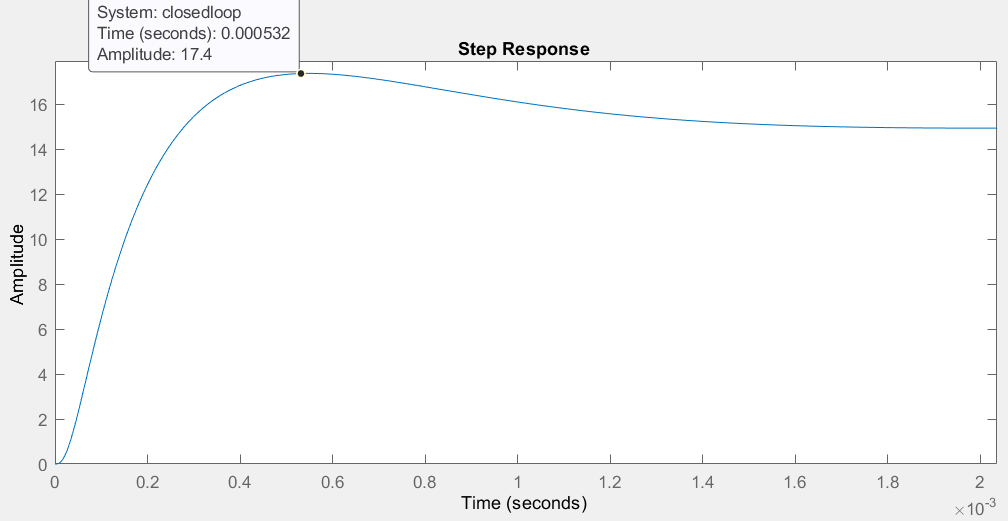 System: closedloop
Time (seconds): 0.000532
Amplitude: 17.4
Step Response
Amplitude
16
14
12
10
8
6
4
2
0
0 0.2 0.4 0.6 0.8 1 1.2 1.4 1.6 1.8 2
Time (seconds)
×10⁻³